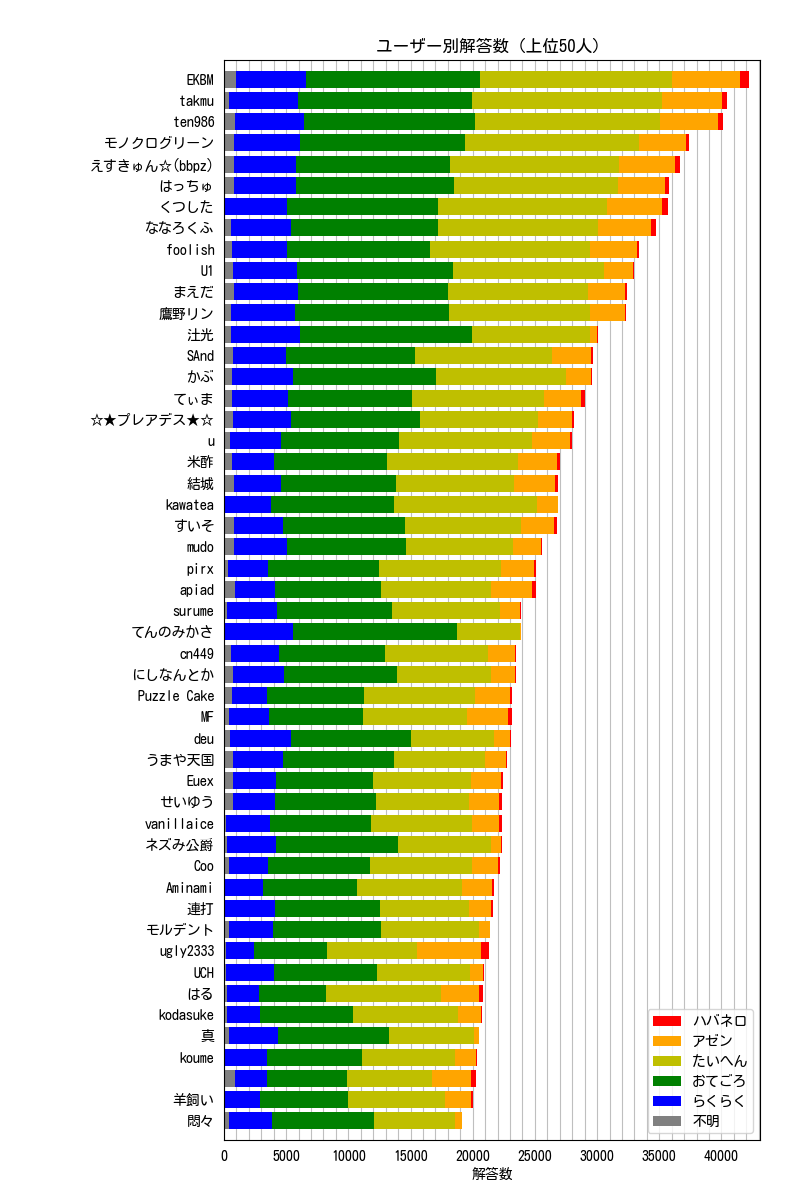 ユーザー別解答数 (上位50人)
EKBM
takmu
ten986
モノクログリーン
えすきゅん☆(bbpz)
はっちゅ
くつした
ななろくふ
foolish
U1
まえだ
鷹野リン
汢光
SAnd
かぶ
てぃま
☆★プレアデス★☆
u
米酢
結城
kawatea
すいそ
mudo
pirx
apiad
surume
てんのみかさ
cn449
にしなんとか
Puzzle Cake
MF
deu
うまや天国
Euex
せいゆう
vanillaice
ネズみ公爵
Coo
Aminami
連打
モルデント
ugly2333
UCH
はる
kodasuke
真
koume
羊飼い
悶々
ハバネロ
アゼン
たいへん
おてごろ
らくらく
不明
0 5000 10000 15000 20000 25000 30000 35000 40000
解答数